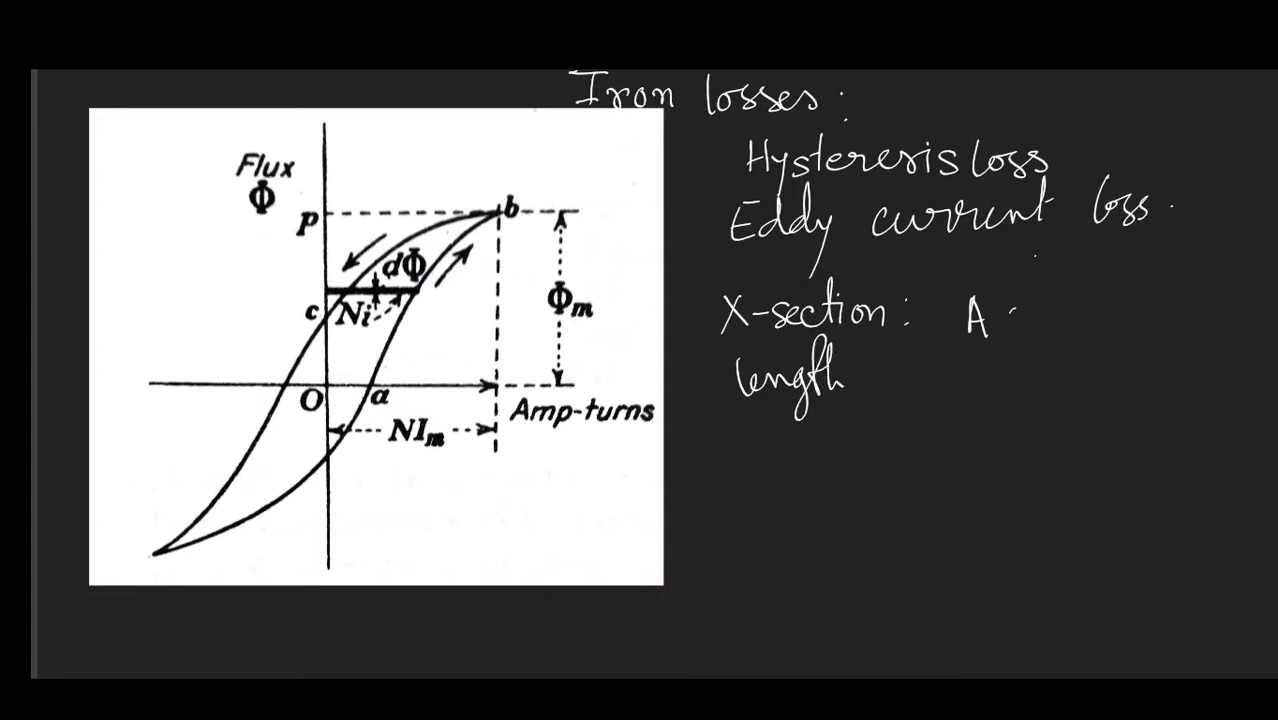 Iron losses:
Hysteresis loss
Eddy current loss.
X-section: A
length
Flux
Φ
p
b
dΦ
c
Ni
Φm
O
a
Amp-turns
NIm